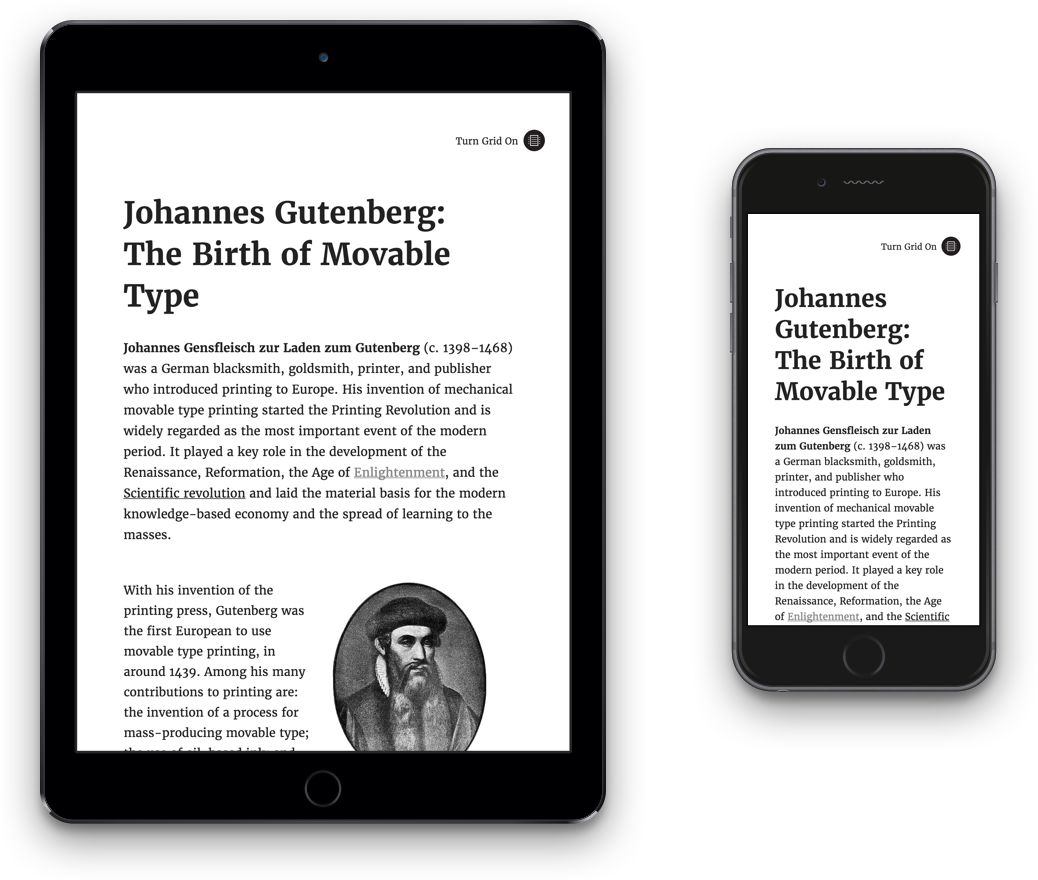 Turn Grid On
Johannes Gutenberg:
The Birth of Movable
Type
Johannes Gensfleisch zur Laden zum Gutenberg (c. 1398–1468)
was a German blacksmith, goldsmith, printer, and publisher
who introduced printing to Europe. His invention of mechanical
movable type printing started the Printing Revolution and is
widely regarded as the most important event of the modern
period. It played a key role in the development of the
Renaissance, Reformation, the Age of Enlightenment, and the
Scientific revolution and laid the material basis for the modern
knowledge-based economy and the spread of learning to the
masses.
With his invention of the
printing press, Gutenberg was
the first European to use
movable type printing, in
around 1439. Among his many
contributions to printing are:
the invention of a process for
mass-producing movable type;
the use of oil-based ink; and
Turn Grid On
Johannes
Gutenberg:
The Birth of
Movable Type
Johannes Gensfleisch zur Laden
zum Gutenberg (c. 1398–1468) was
a German blacksmith, goldsmith,
printer, and publisher who
introduced printing to Europe. His
invention of mechanical movable
type printing started the Printing
Revolution and is widely regarded as
the most important event of the
modern period. It played a key role
in the development of the
Renaissance, Reformation, the Age
of Enlightenment, and the Scientific